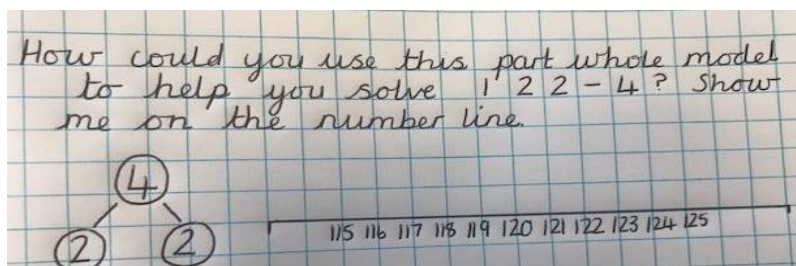 How could you use this part whole model
to help you solve 122-4? Show
me on the number line.
4
2 2
115 116 117 118 119 120 121 122 123 124 125